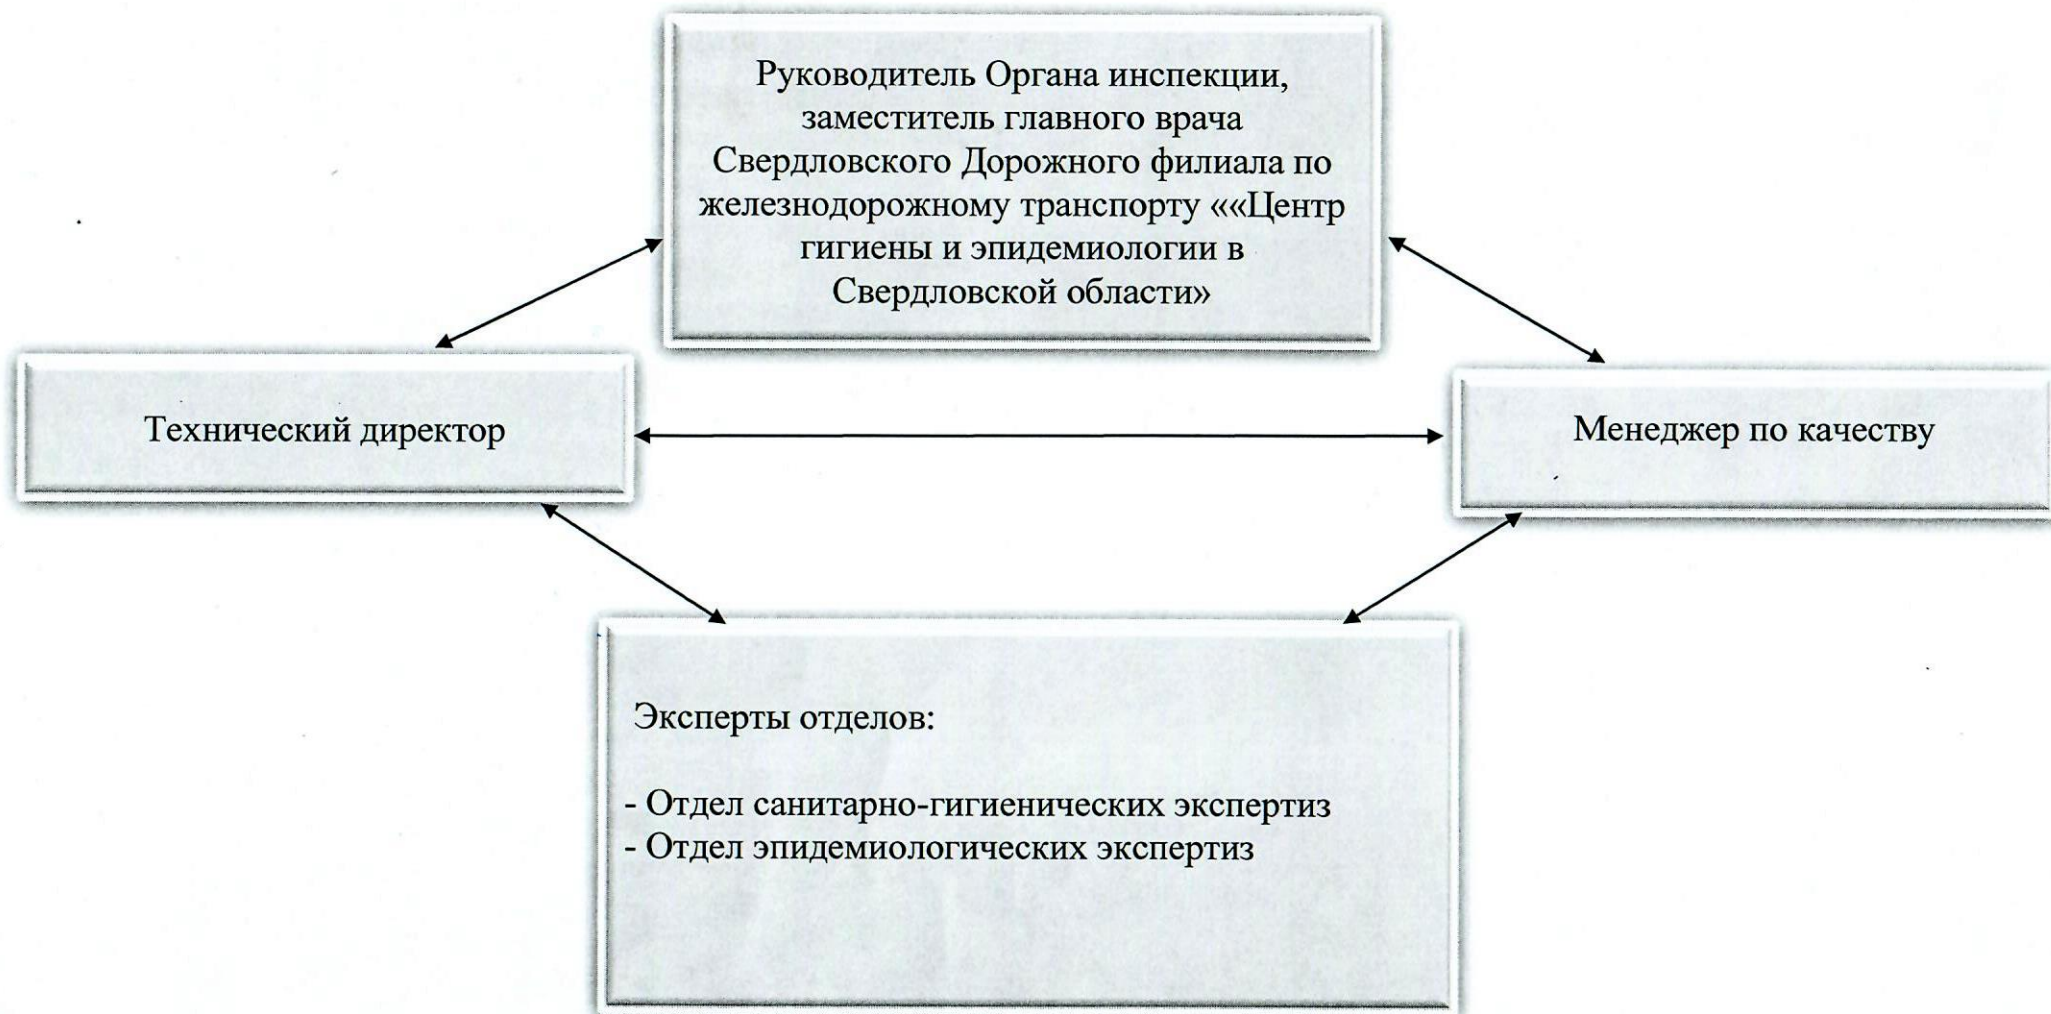 Руководитель Органа инспекции,
заместитель главного врача
Свердловского Дорожного филиала по
железнодорожному транспорту ««Центр
гигиены и эпидемиологии в
Свердловской области»
Технический директор
Менеджер по качеству
Эксперты отделов:
- Отдел санитарно-гигиенических экспертиз
- Отдел эпидемиологических экспертиз